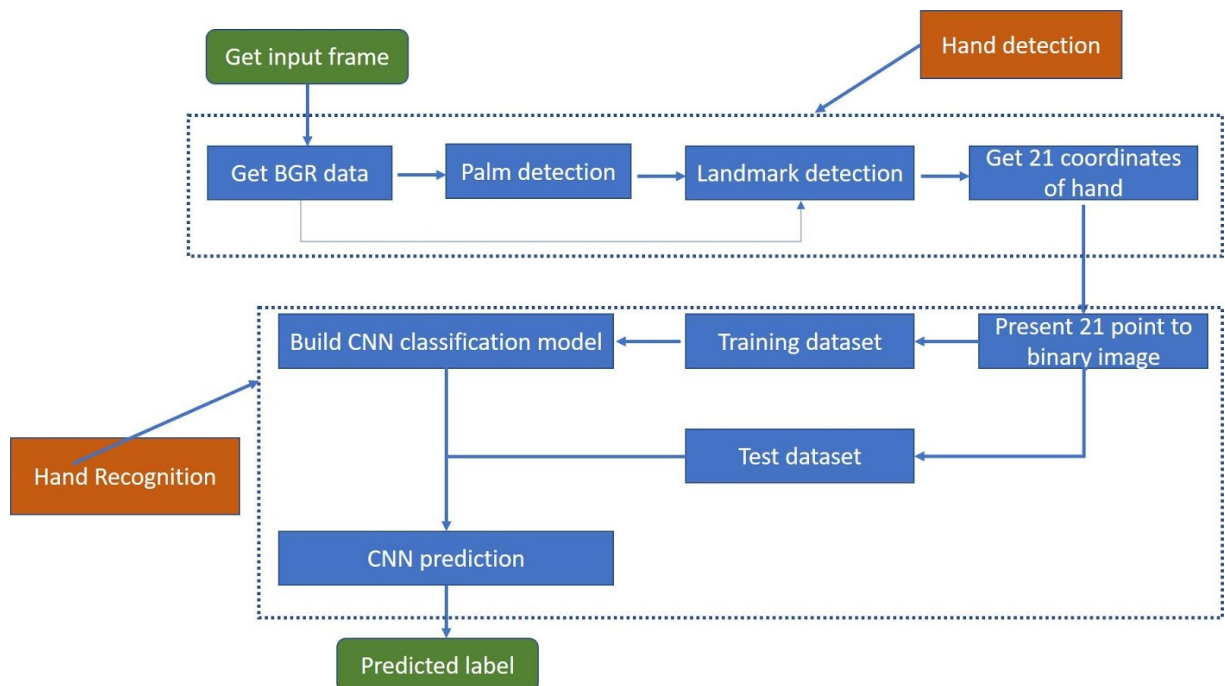 Get input frame
Hand detection
Get BGR data
Palm detection
Landmark detection
Get 21 coordinates
of hand
Build CNN classification model
Training dataset
Present 21 point to
binary image
Hand Recognition
Test dataset
CNN prediction
Predicted label